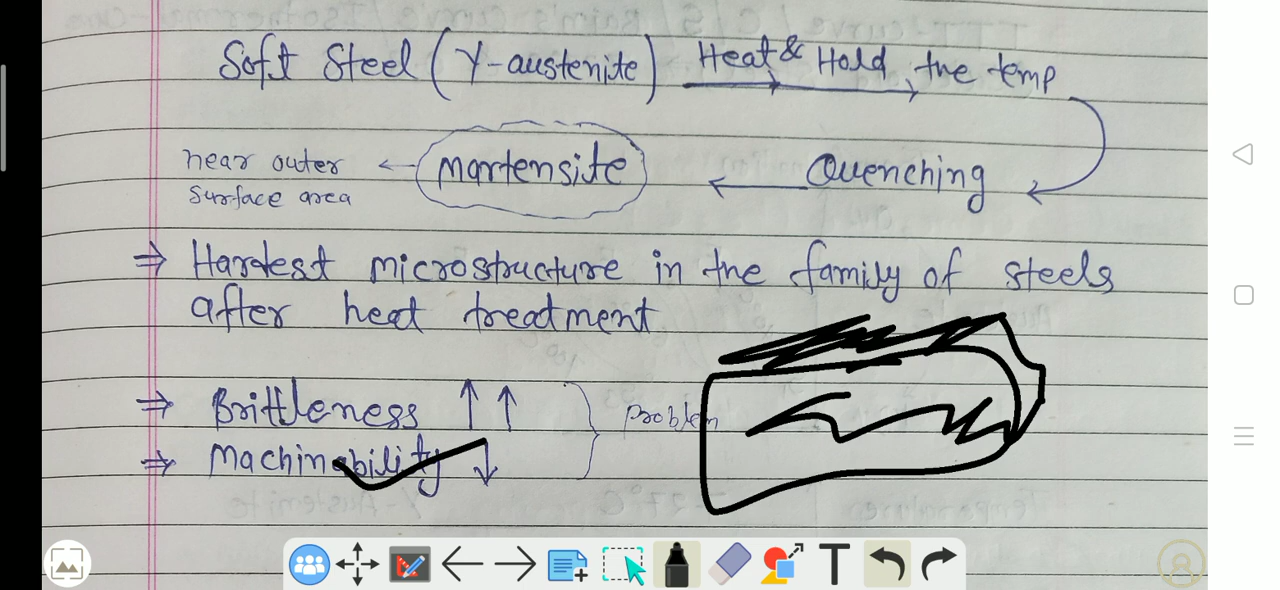 Soft Steel (γ-austenite) Heat & Hold, the temp
Quenching
Martensite
near outer
surface area
⇒ Hardest microstructure in the family of steels
after heat treatment
⇒ Brittleness ↑↑
⇒ Machinability ↓
Problem